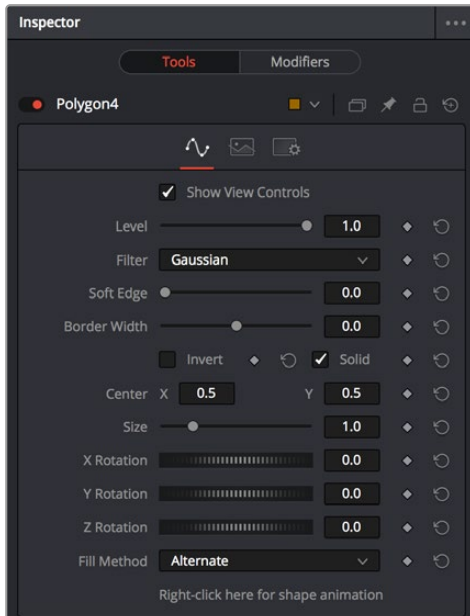 Inspector
Tools Modifiers
Polygon4
Show View Controls
Level 1.0
Filter Gaussian
Soft Edge 0.0
Border Width 0.0
Invert Solid
Center X 0.5 Y 0.5
Size 1.0
X Rotation 0.0
Y Rotation 0.0
Z Rotation 0.0
Fill Method Alternate
Right-click here for shape animation